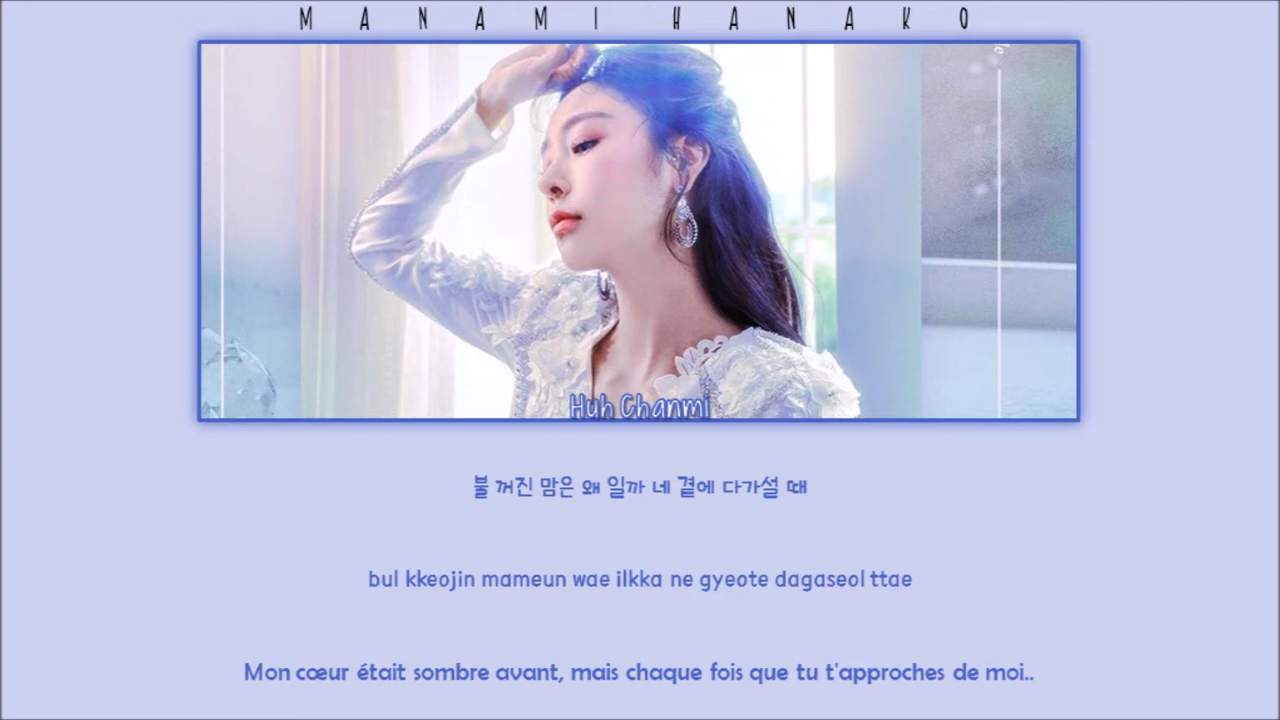 MANAMI HANAKO
Huh Chanmi
불 꺼진 맘은 왜 일까 네 곁에 다가설 때
bul kkeojin mameun wae ilkka ne gyeote dagaseol ttae
Mon cœur était sombre avant, mais chaque fois que tu t'approches de moi..